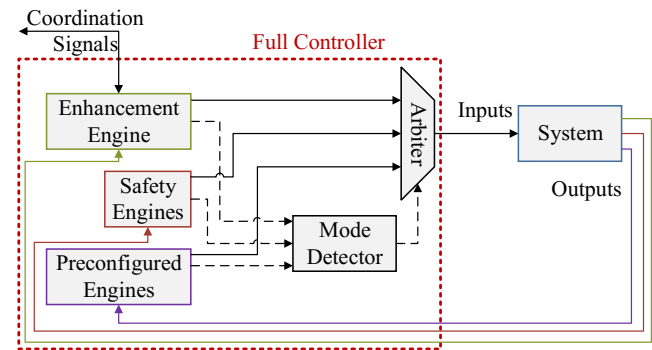 Coordination
Signals
Full Controller
Enhancement
Engine
Arbiter
Inputs
System
Safety
Engines
Outputs
Mode
Detector
Preconfigured
Engines